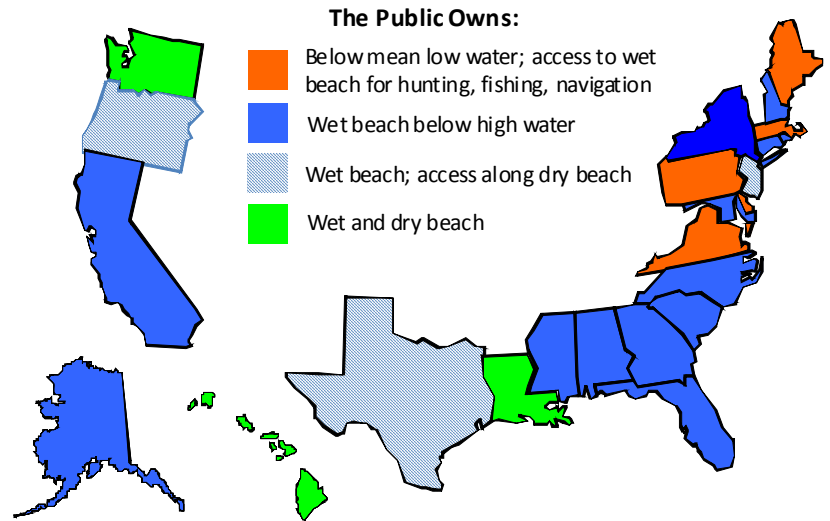 The Public Owns:
Below mean low water; access to wet
beach for hunting, fishing, navigation
Wet beach below high water
Wet beach; access along dry beach
Wet and dry beach